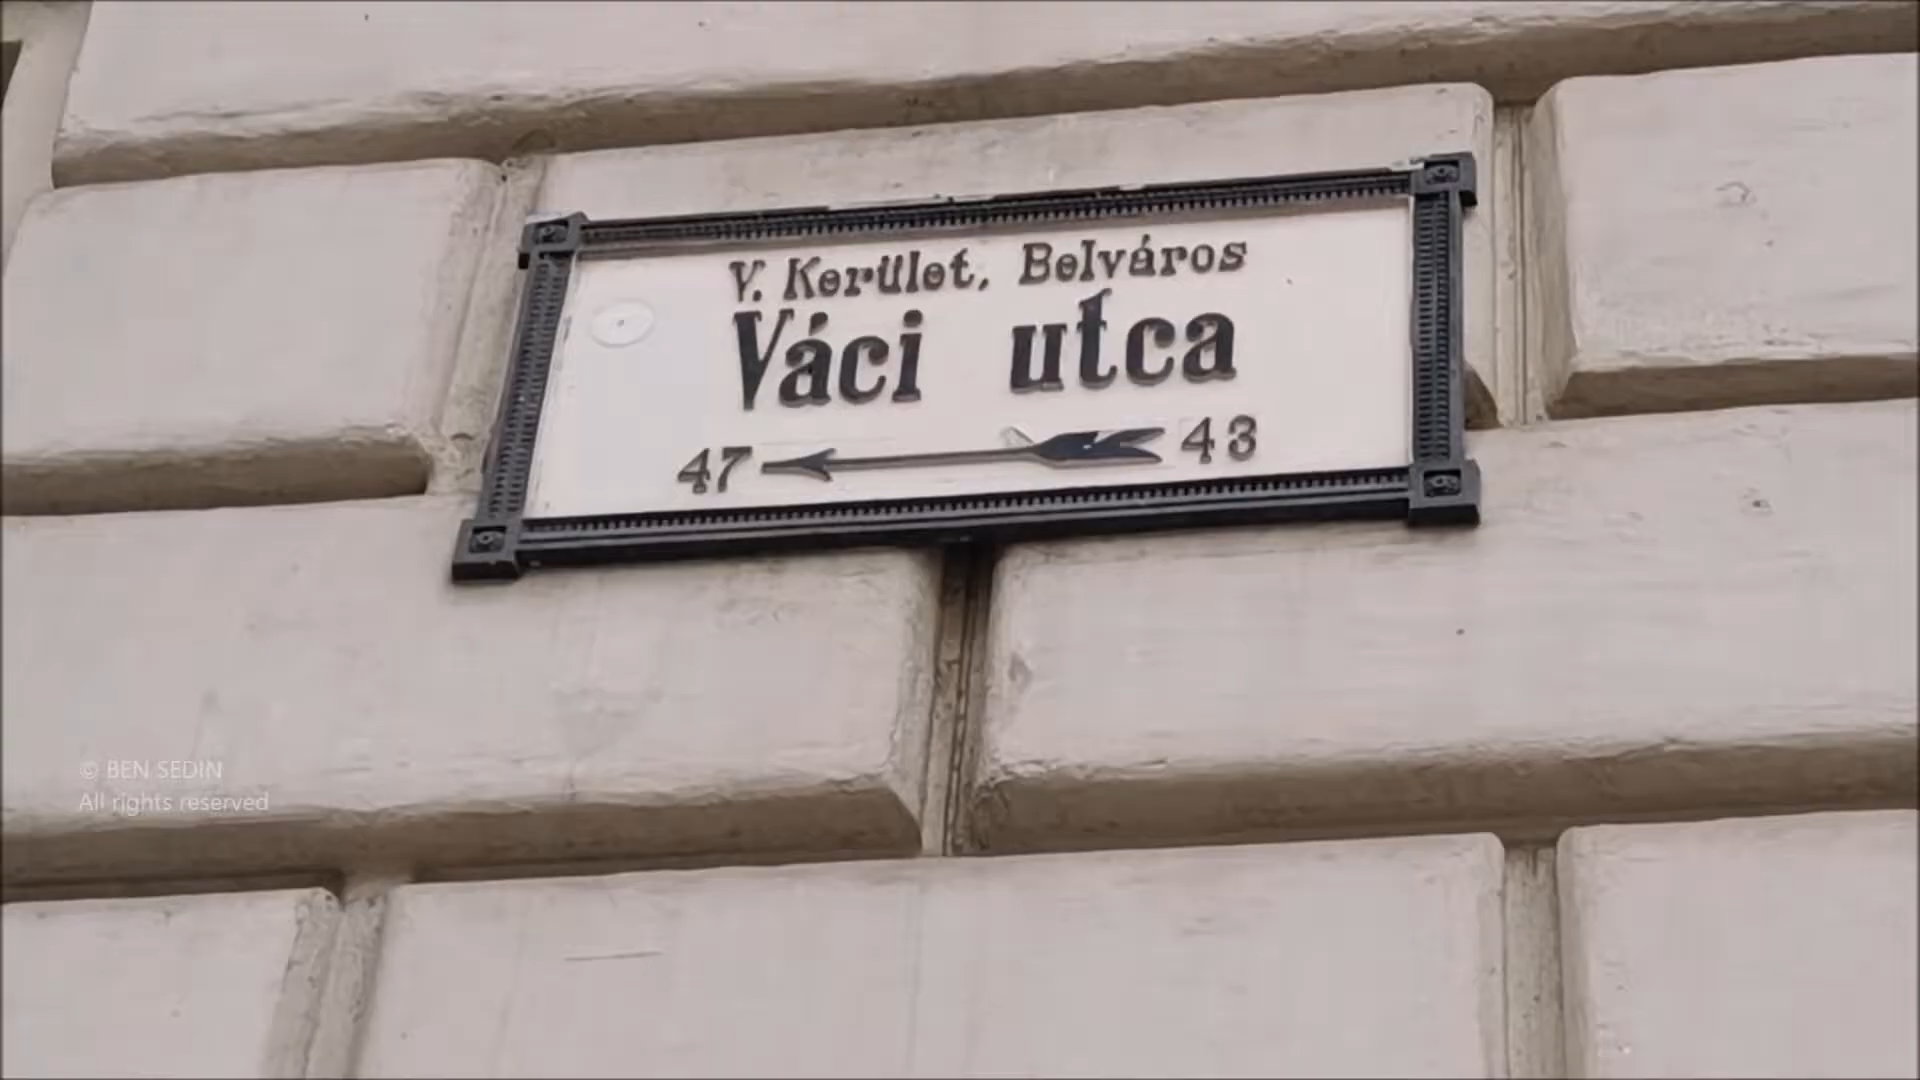 V. Kerület, Belváros
Váci utca
47 43
© BEN SEDIN
All rights reserved